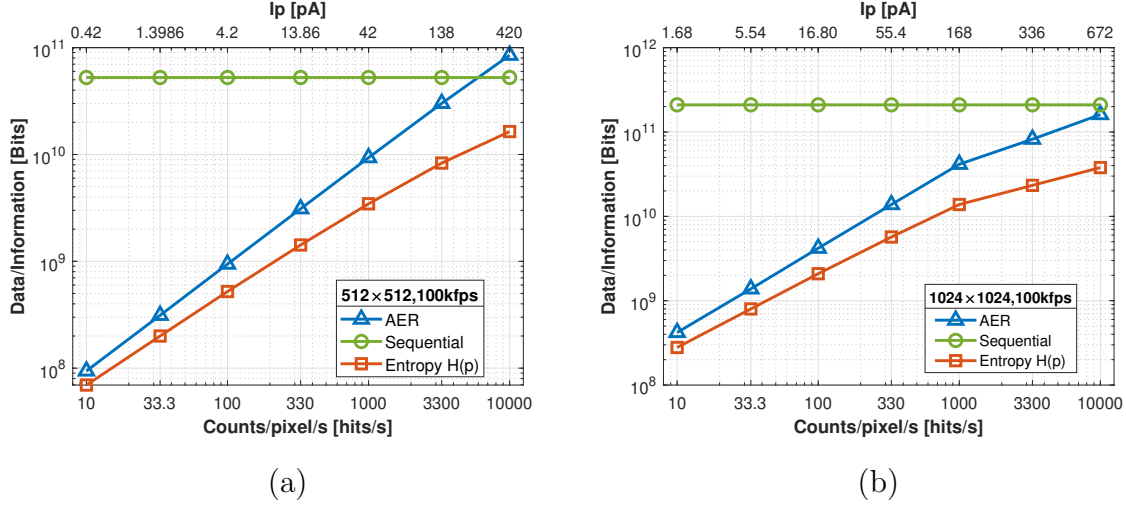 Ip [pA]
0.42 1.3986 4.2 13.86 42 138 420
10^11
10^10
10^9
10^8
Data/Information [Bits]
512×512,100kfps
AER
Sequential
Entropy H(p)
10 33.3 100 330 1000 3300 10000
Counts/pixel/s [hits/s]
(a)
Ip [pA]
1.68 5.54 16.80 55.4 168 336 672
10^12
10^11
10^10
10^9
10^8
Data/Information [Bits]
1024×1024,100kfps
AER
Sequential
Entropy H(p)
10 33.3 100 330 1000 3300 10000
Counts/pixel/s [hits/s]
(b)